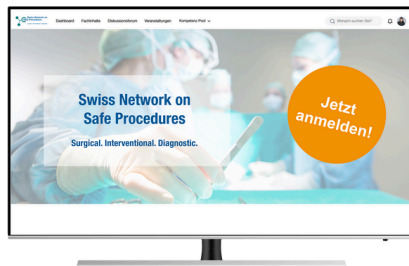 Dashboard Fachinhalte Diskussionsforum Veranstaltungen Kompetenz-Pool
Wonach suchen Sie?
Swiss Network on
Safe Procedures
Surgical. Interventional. Diagnostic.
Jetzt
anmelden!